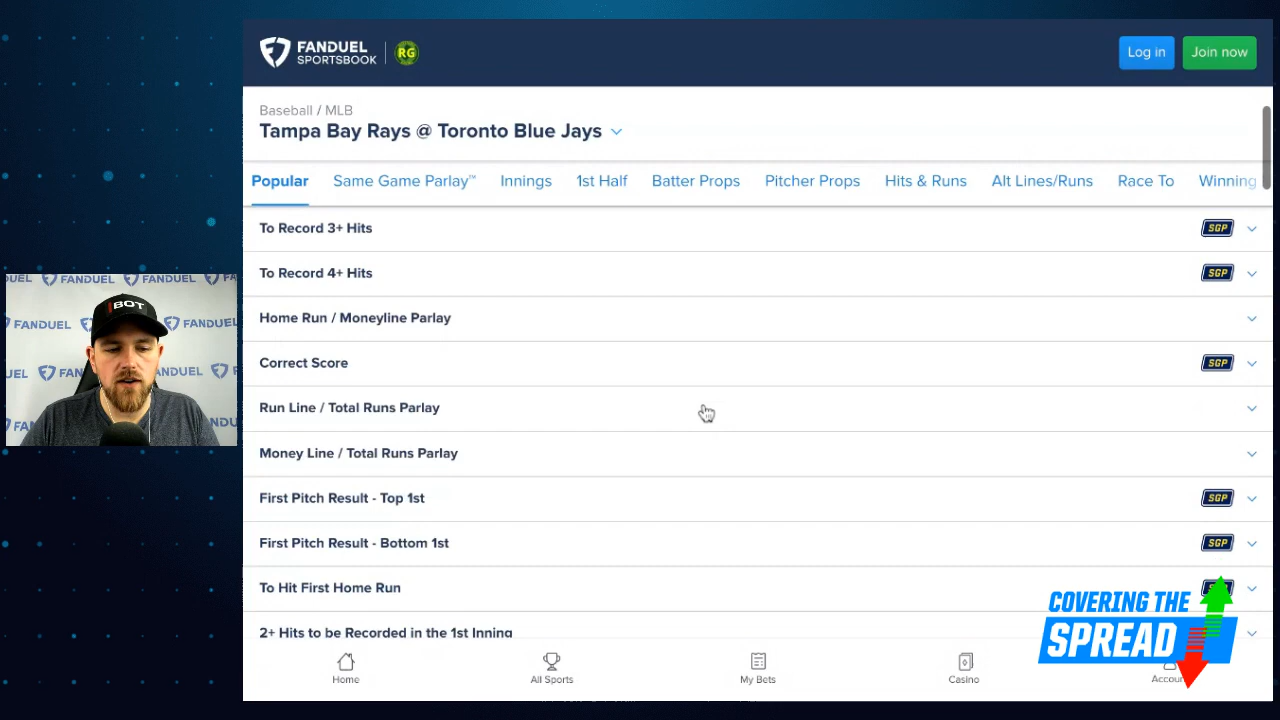 FANDUEL
SPORTSBOOK
RG
Log in
Join now
Baseball / MLB
Tampa Bay Rays @ Toronto Blue Jays
Popular
Same Game Parlay™
Innings
1st Half
Batter Props
Pitcher Props
Hits & Runs
Alt Lines/Runs
Race To
Winning
To Record 3+ Hits
SGP
To Record 4+ Hits
SGP
Home Run / Moneyline Parlay
Correct Score
SGP
Run Line / Total Runs Parlay
Money Line / Total Runs Parlay
First Pitch Result - Top 1st
SGP
First Pitch Result - Bottom 1st
SGP
To Hit First Home Run
2+ Hits to be Recorded in the 1st Inning
Home
All Sports
My Bets
Casino
COVERING THE
SPREAD
BOT
FANDUEL
FANDUEL
FANDUEL
FANDUEL